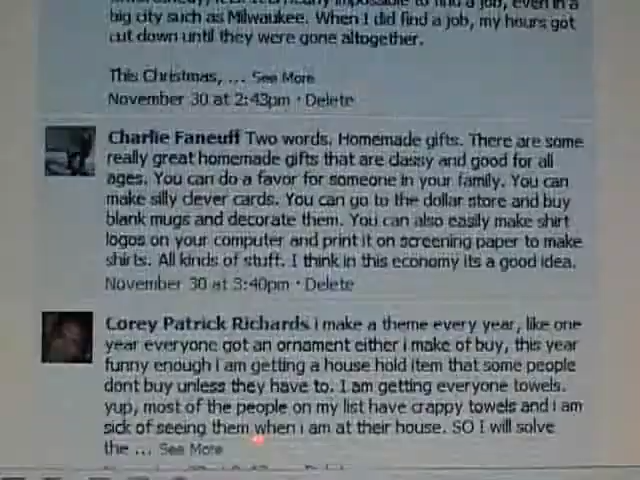 to find a job, even in a
big city such as Milwaukee. When I did find a job, my hours got
cut down until they were gone altogether.
This Christmas, ... See More
November 30 at 2:43pm · Delete
Charlie Faneuff Two words. Homemade gifts. There are some
really great homemade gifts that are classy and good for all
ages. You can do a favor for someone in your family. You can
make silly clever cards. You can go to the dollar store and buy
blank mugs and decorate them. You can also easily make shirt
logos on your computer and print it on screening paper to make
shirts. All kinds of stuff. I think in this economy its a good idea.
November 30 at 3:40pm · Delete
Corey Patrick Richards i make a theme every year, like one
year everyone got an ornament either i make of buy, this year
funny enough i am getting a house hold item that some people
dont buy unless they have to. I am getting everyone towels.
yup, most of the people on my list have crappy towels and i am
sick of seeing them when i am at their house. SO I will solve
the ... See More